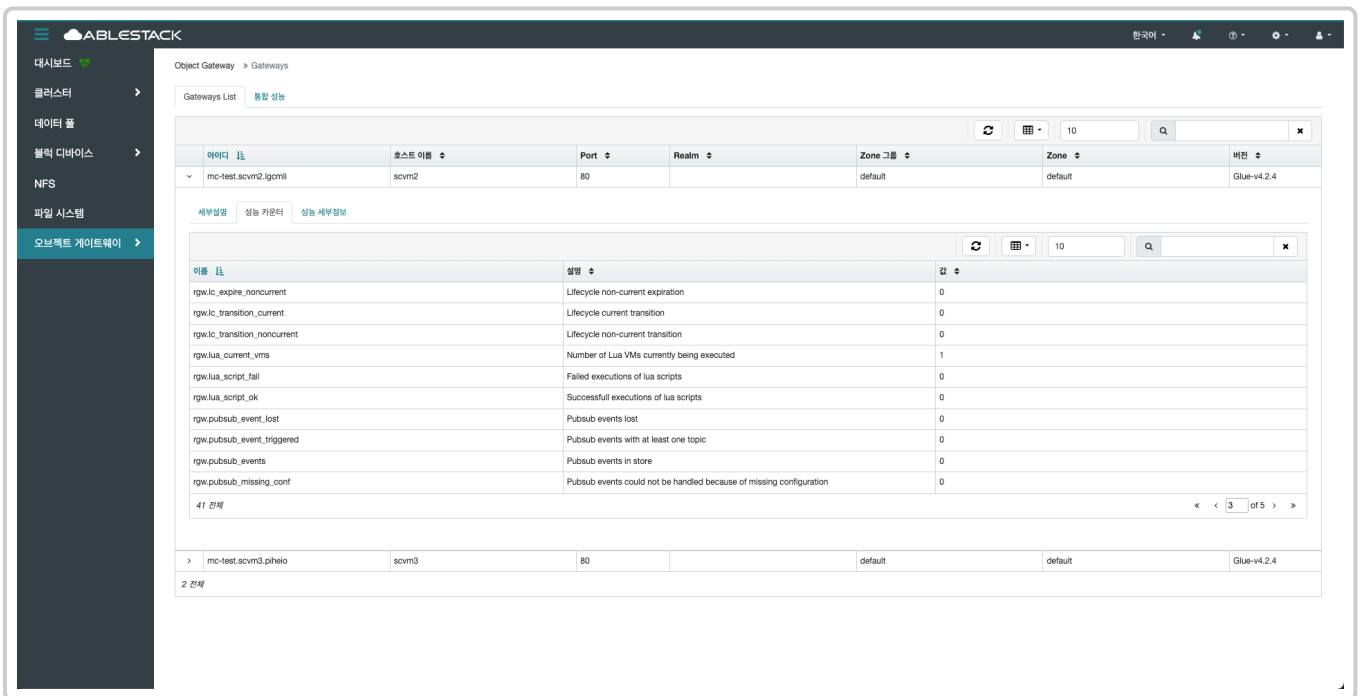 ABLESTACK
한국어
대시보드
클러스터
데이터 풀
블럭 디바이스
NFS
파일 시스템
오브젝트 게이트웨이
Object Gateway » Gateways
Gateways List 통합 성능
10
아이디 호스트 이름 Port Realm Zone 그룹 Zone 버전
mc-test.scvm2.lgcmli scvm2 80 default default Glue-v4.2.4
세부설명 성능 카운터 성능 세부정보
10
이름 설명 값
rgw.lc_expire_noncurrent Lifecycle non-current expiration 0
rgw.lc_transition_current Lifecycle current transition 0
rgw.lc_transition_noncurrent Lifecycle non-current transition 0
rgw.lua_current_vms Number of Lua VMs currently being executed 1
rgw.lua_script_fail Failed executions of lua scripts 0
rgw.lua_script_ok Successfull executions of lua scripts 0
rgw.pubsub_event_lost Pubsub events lost 0
rgw.pubsub_event_triggered Pubsub events with at least one topic 0
rgw.pubsub_events Pubsub events in store 0
rgw.pubsub_missing_conf Pubsub events could not be handled because of missing configuration 0
41 전체 « ‹ 3 of 5 › »
mc-test.scvm3.piheio scvm3 80 default default Glue-v4.2.4
2 전체